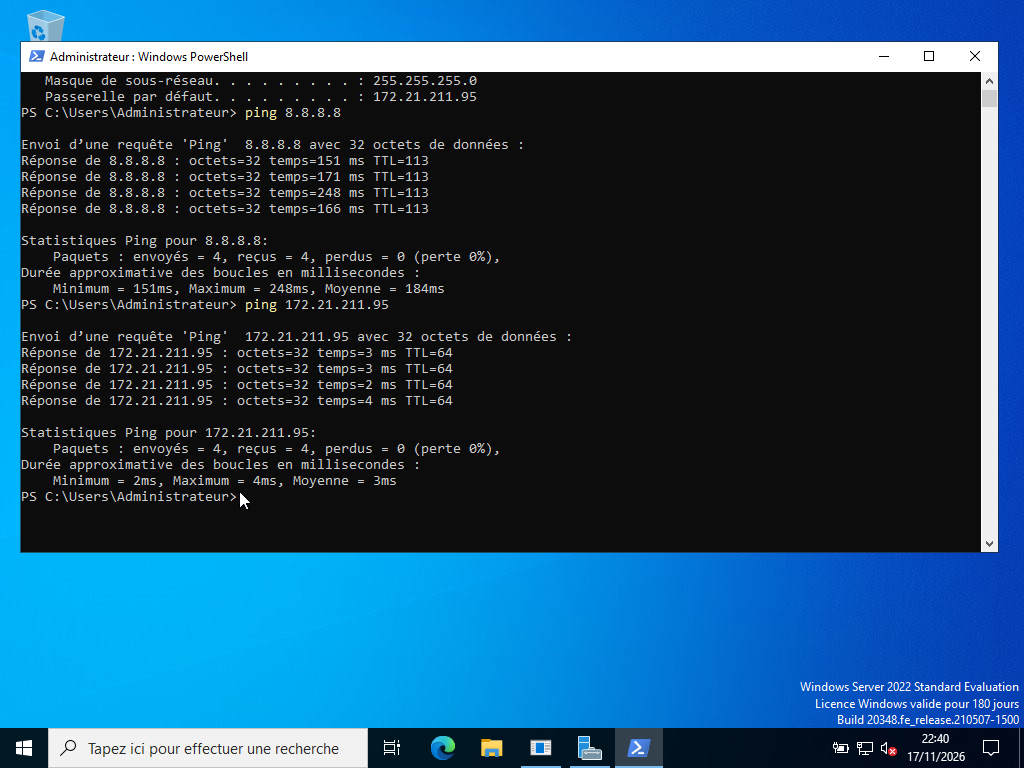 Administrateur : Windows PowerShell
Masque de sous-réseau. . . . . . . . . : 255.255.255.0
Passerelle par défaut. . . . . . . . . : 172.21.211.95
PS C:\Users\Administrateur> ping 8.8.8.8
Envoi d’une requête 'Ping'  8.8.8.8 avec 32 octets de données :
Réponse de 8.8.8.8 : octets=32 temps=151 ms TTL=113
Réponse de 8.8.8.8 : octets=32 temps=171 ms TTL=113
Réponse de 8.8.8.8 : octets=32 temps=248 ms TTL=113
Réponse de 8.8.8.8 : octets=32 temps=166 ms TTL=113
Statistiques Ping pour 8.8.8.8:
Paquets : envoyés = 4, reçus = 4, perdus = 0 (perte 0%),
Durée approximative des boucles en millisecondes :
Minimum = 151ms, Maximum = 248ms, Moyenne = 184ms
PS C:\Users\Administrateur> ping 172.21.211.95
Envoi d’une requête 'Ping'  172.21.211.95 avec 32 octets de données :
Réponse de 172.21.211.95 : octets=32 temps=3 ms TTL=64
Réponse de 172.21.211.95 : octets=32 temps=3 ms TTL=64
Réponse de 172.21.211.95 : octets=32 temps=2 ms TTL=64
Réponse de 172.21.211.95 : octets=32 temps=4 ms TTL=64
Statistiques Ping pour 172.21.211.95:
Paquets : envoyés = 4, reçus = 4, perdus = 0 (perte 0%),
Durée approximative des boucles en millisecondes :
Minimum = 2ms, Maximum = 4ms, Moyenne = 3ms
PS C:\Users\Administrateur>
Windows Server 2022 Standard Evaluation
Licence Windows valide pour 180 jours
Build 20348.fe_release.210507-1500
Tapez ici pour effectuer une recherche
22:40
17/11/2026